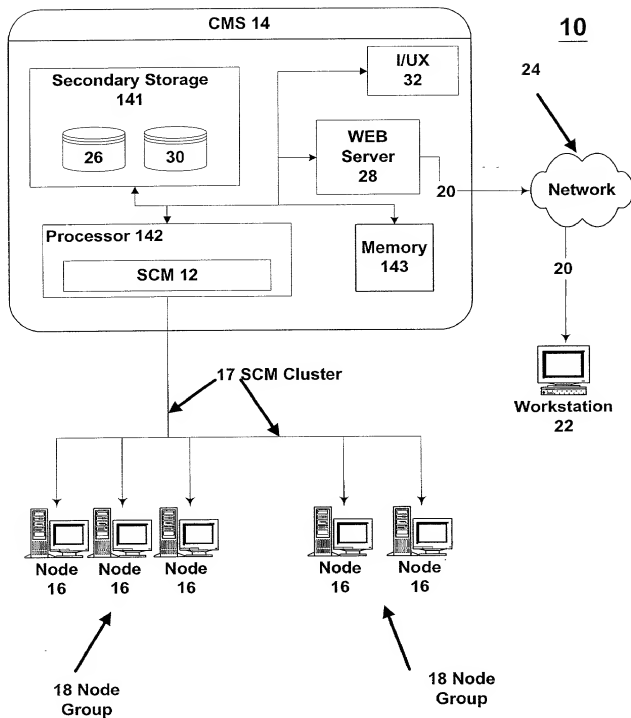 CMS 14
10
I/UX
32
24
Secondary Storage
141
26
30
WEB
Server
28
20
Network
Processor 142
SCM 12
Memory
143
20
Workstation
22
17 SCM Cluster
Node
16
Node
16
Node
16
Node
16
Node
16
18 Node
Group
18 Node
Group